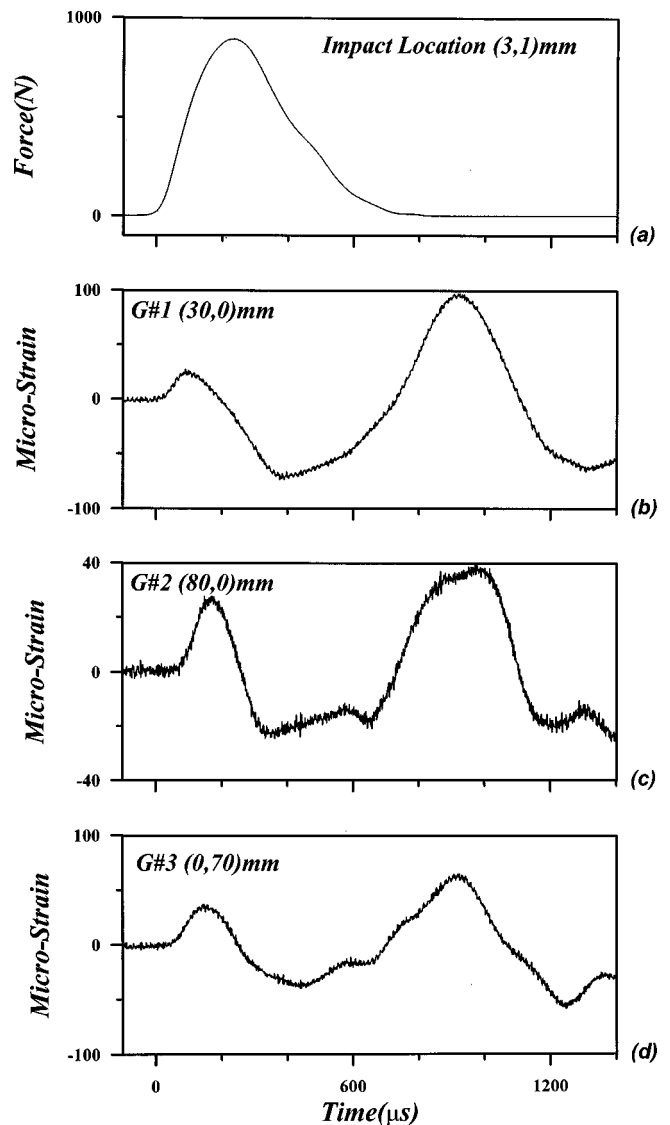 1000
Impact Location (3,1)mm
Force(N)
0
(a)
100
G#1 (30,0)mm
Micro-Strain
0
-100
(b)
40
G#2 (80,0)mm
Micro-Strain
0
-40
(c)
100
G#3 (0,70)mm
Micro-Strain
0
-100
(d)
0
600
1200
Time(μs)